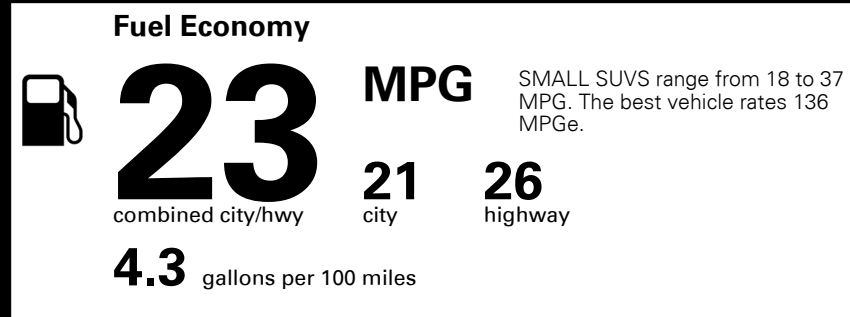 Fuel Economy
23
MPG
SMALL SUVS range from 18 to 37
MPG. The best vehicle rates 136
MPGe.
21
26
combined city/hwy
city
highway
4.3 gallons per 100 miles